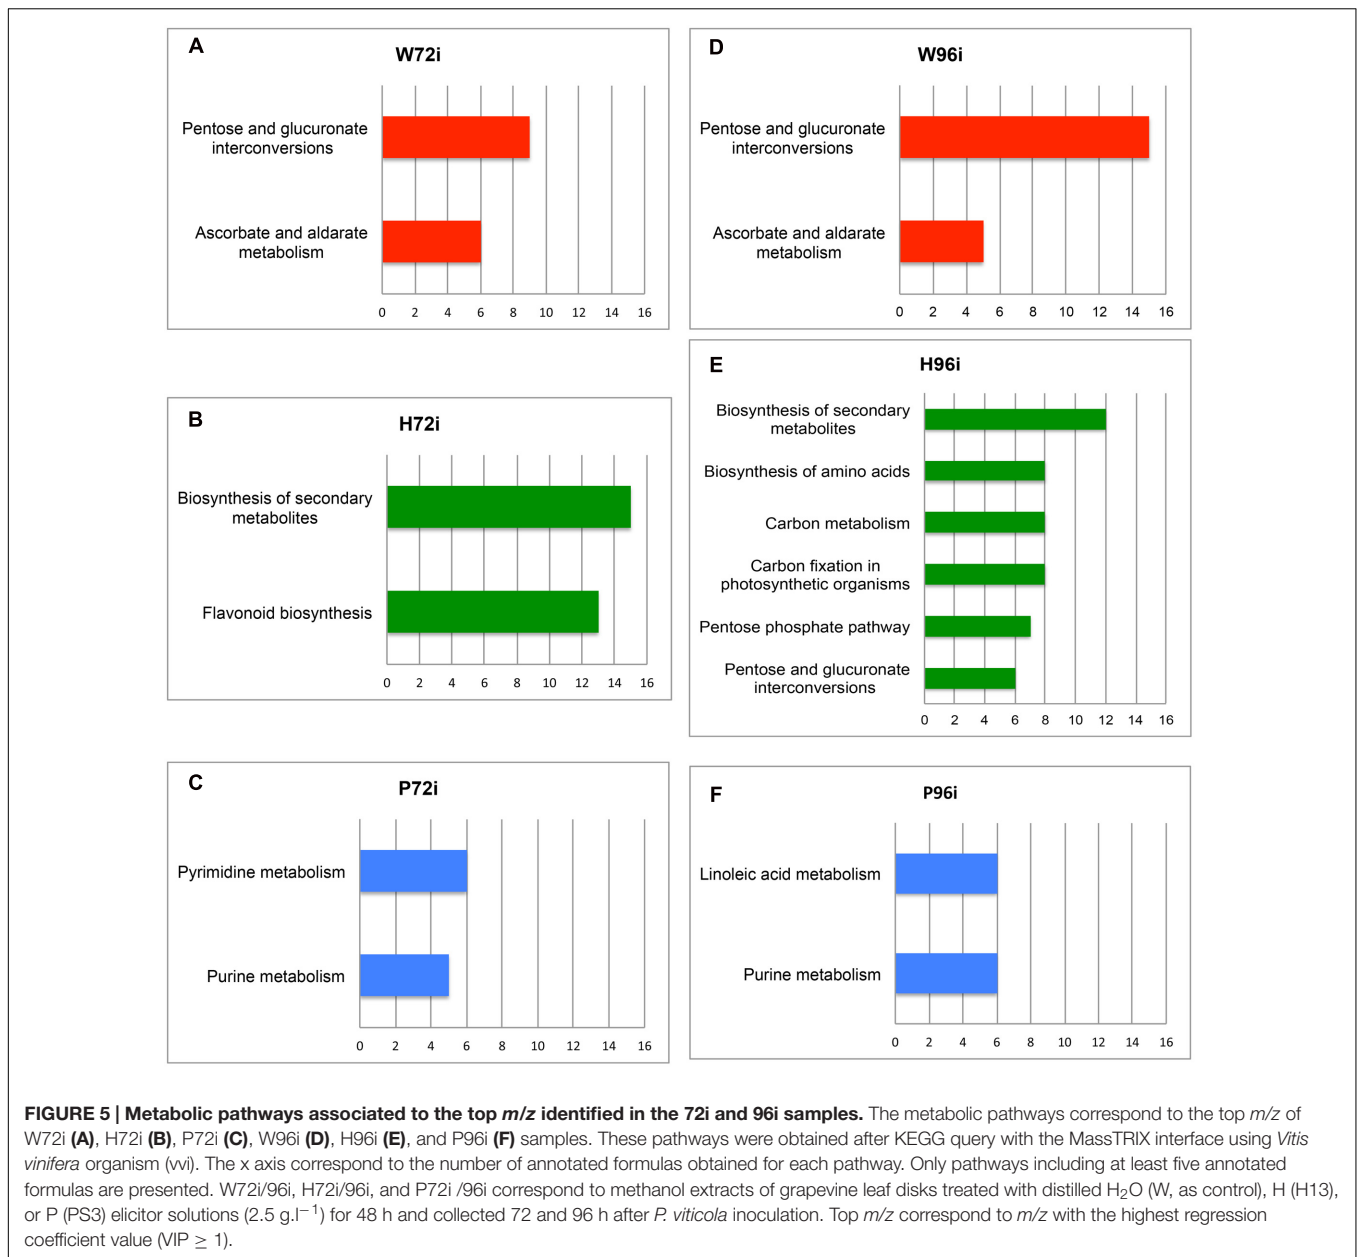 A
W72i
Pentose and glucuronate
interconversions
Ascorbate and aldarate
metabolism
0 2 4 6 8 10 12 14 16
D
W96i
Pentose and glucuronate
interconversions
Ascorbate and aldarate
metabolism
0 2 4 6 8 10 12 14 16
B
H72i
Biosynthesis of secondary
metabolites
Flavonoid biosynthesis
0 2 4 6 8 10 12 14 16
E
H96i
Biosynthesis of secondary
metabolites
Biosynthesis of amino acids
Carbon metabolism
Carbon fixation in
photosynthetic organisms
Pentose phosphate pathway
Pentose and glucuronate
interconversions
0 2 4 6 8 10 12 14 16
C
P72i
Pyrimidine metabolism
Purine metabolism
0 2 4 6 8 10 12 14 16
F
P96i
Linoleic acid metabolism
Purine metabolism
0 2 4 6 8 10 12 14 16
FIGURE 5 | Metabolic pathways associated to the top m/z identified in the 72i and 96i samples. The metabolic pathways correspond to the top m/z of
W72i (A), H72i (B), P72i (C), W96i (D), H96i (E), and P96i (F) samples. These pathways were obtained after KEGG query with the MassTRIX interface using Vitis
vinifera organism (vvi). The x axis correspond to the number of annotated formulas obtained for each pathway. Only pathways including at least five annotated
formulas are presented. W72i/96i, H72i/96i, and P72i /96i correspond to methanol extracts of grapevine leaf disks treated with distilled H₂O (W, as control), H (H13),
or P (PS3) elicitor solutions (2.5 g.l⁻¹) for 48 h and collected 72 and 96 h after P. viticola inoculation. Top m/z correspond to m/z with the highest regression
coefficient value (VIP ≥ 1).